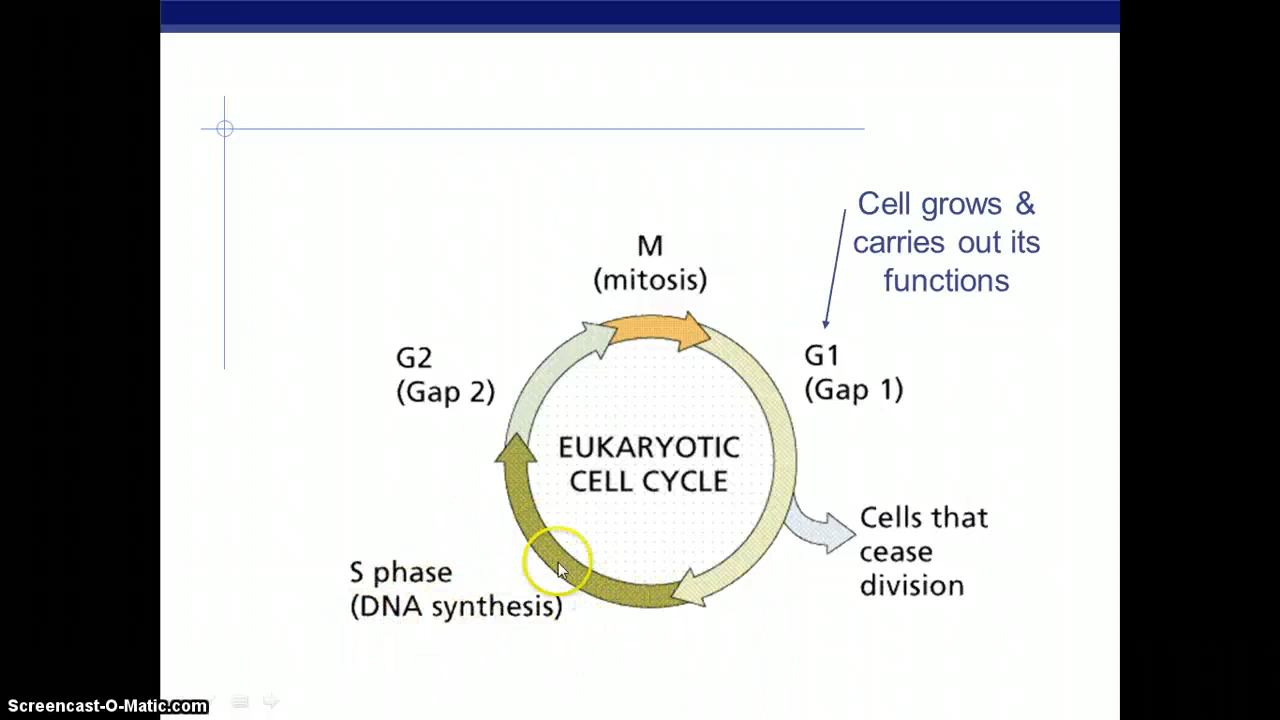 Cell grows &
carries out its
functions
M
(mitosis)
G1
(Gap 1)
G2
(Gap 2)
EUKARYOTIC
CELL CYCLE
Cells that
cease
division
S phase
(DNA synthesis)
Screencast-O-Matic.com